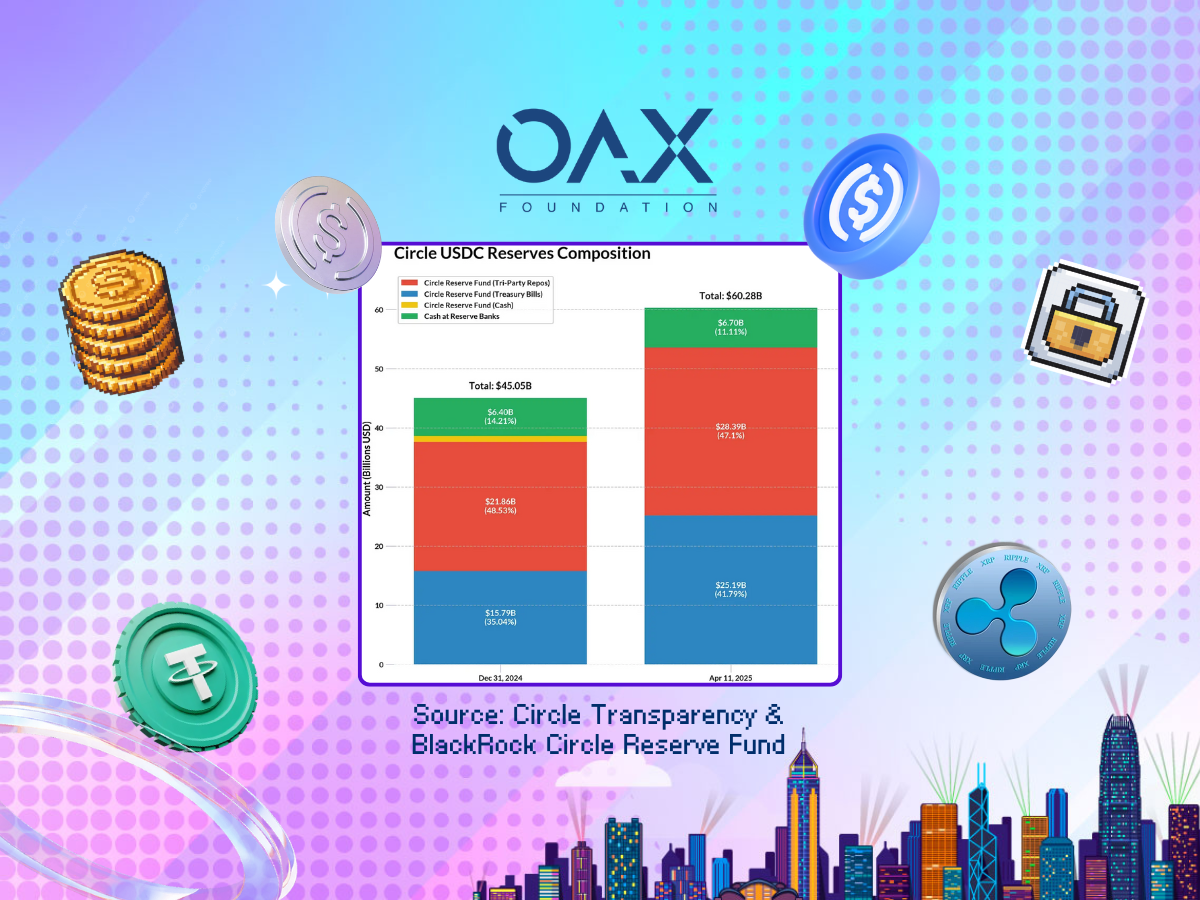 OAX
FOUNDATION
Circle USDC Reserves Composition
Circle Reserve Fund (Tri-Party Repos)
Circle Reserve Fund (Treasury Bills)
Circle Reserve Fund (Cash)
Cash at Reserve Banks
Amount (Billions USD)
60
50
40
30
20
10
0
Total: $45.05B
$6.40B
(14.21%)
$21.86B
(48.53%)
$15.79B
(35.04%)
Dec 31, 2024
Total: $60.28B
$6.70B
(11.11%)
$28.39B
(47.1%)
$25.19B
(41.79%)
Apr 11, 2025
Source: Circle Transparency &
BlackRock Circle Reserve Fund
$
$
T
RIPPLE XRP RIPPLE XRP RIPPLE XRP RIPPLE XRP